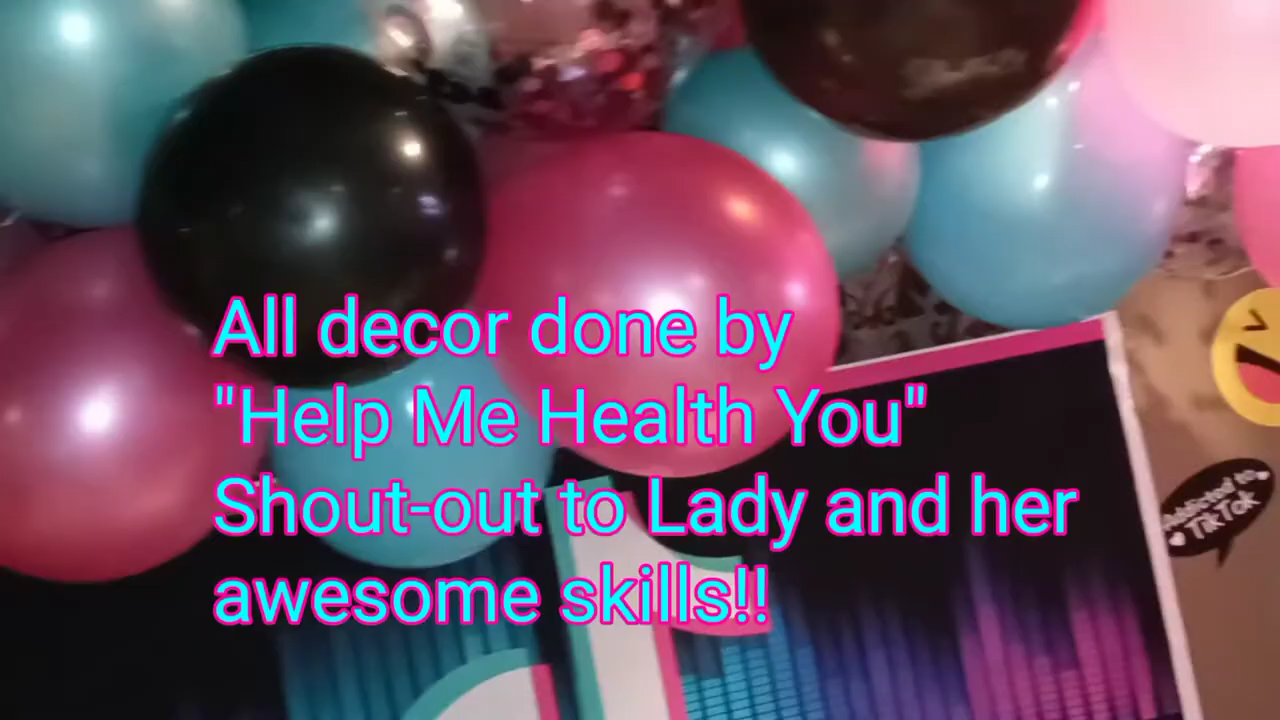 All decor done by
"Help Me Health You"
Shout-out to Lady and her
awesome skills!!
Addicted to
TikTok